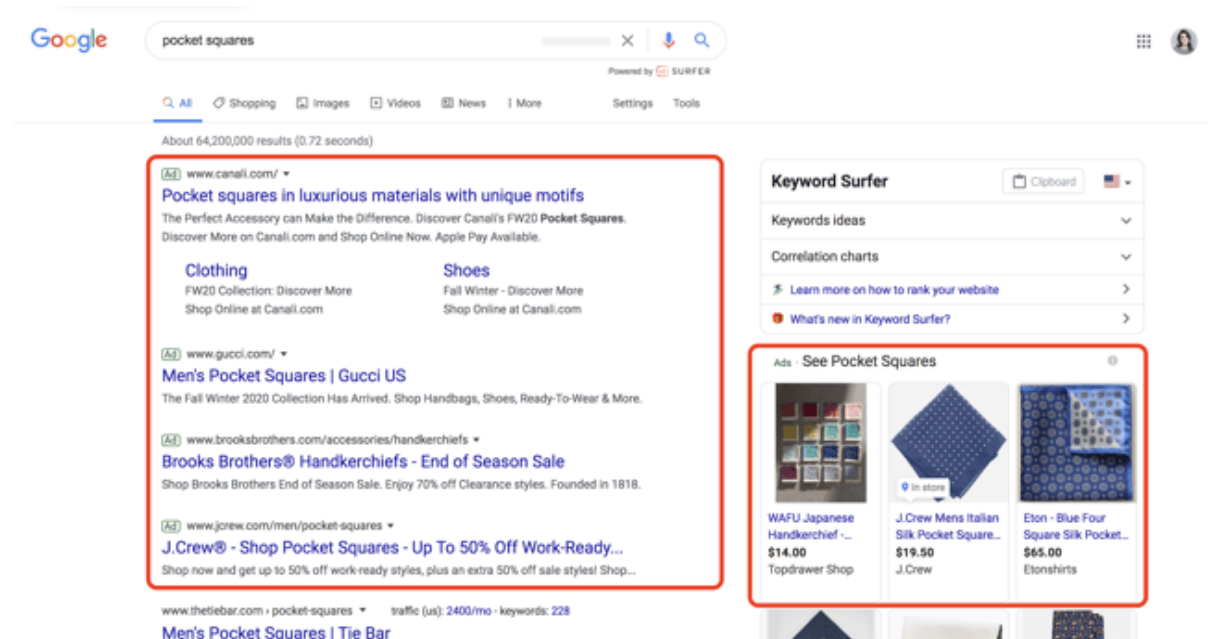 Google
pocket squares
Powered by SURFER
All Shopping Images Videos News More Settings Tools
About 64,200,000 results (0.72 seconds)
Ad www.canali.com/
Pocket squares in luxurious materials with unique motifs
The Perfect Accessory can Make the Difference. Discover Canali's FW20 Pocket Squares.
Discover More on Canali.com and Shop Online Now. Apple Pay Available.
Clothing
FW20 Collection: Discover More
Shop Online at Canali.com
Shoes
Fall Winter - Discover More
Shop Online at Canali.com
Ad www.gucci.com/
Men's Pocket Squares | Gucci US
The Fall Winter 2020 Collection Has Arrived. Shop Handbags, Shoes, Ready-To-Wear & More.
Ad www.brooksbrothers.com/accessories/handkerchiefs
Brooks Brothers® Handkerchiefs - End of Season Sale
Shop Brooks Brothers End of Season Sale. Enjoy 70% off Clearance styles. Founded in 1818.
Ad www.jcrew.com/men/pocket-squares
J.Crew® - Shop Pocket Squares - Up To 50% Off Work-Ready...
Shop now and get up to 50% off work-ready styles, plus an extra 50% off sale styles! Shop...
www.thetiebar.com › pocket-squares traffic (us): 2400/mo - keywords: 228
Men's Pocket Squares | Tie Bar
Keyword Surfer Clipboard
Keywords ideas
Correlation charts
Learn more on how to rank your website
What's new in Keyword Surfer?
Ads · See Pocket Squares
In store
WAFU Japanese
Handkerchief -...
$14.00
Topdrawer Shop
J.Crew Mens Italian
Silk Pocket Square...
$19.50
J.Crew
Eton - Blue Four
Square Silk Pocket...
$65.00
Etonshirts